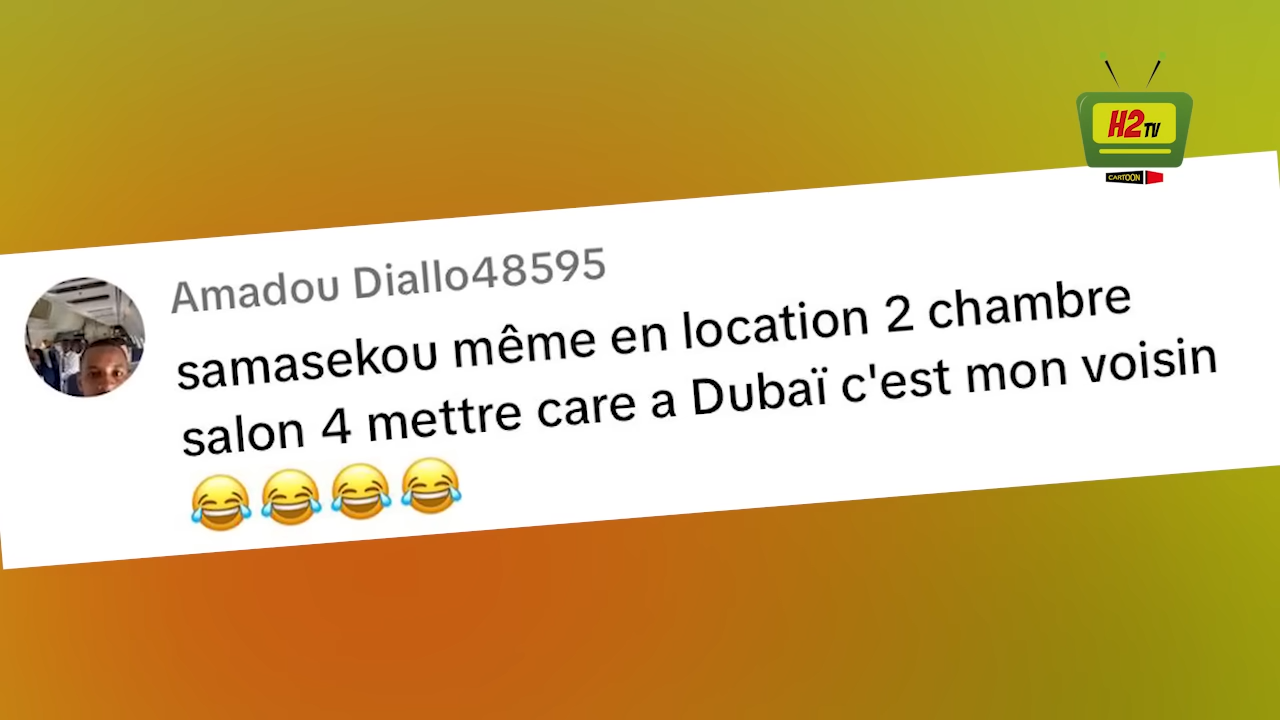 H2TV
CARTOON
Amadou Diallo48595
samasekou même en location 2 chambre
salon 4 mettre care a Dubaï c'est mon voisin
😂😂😂😂